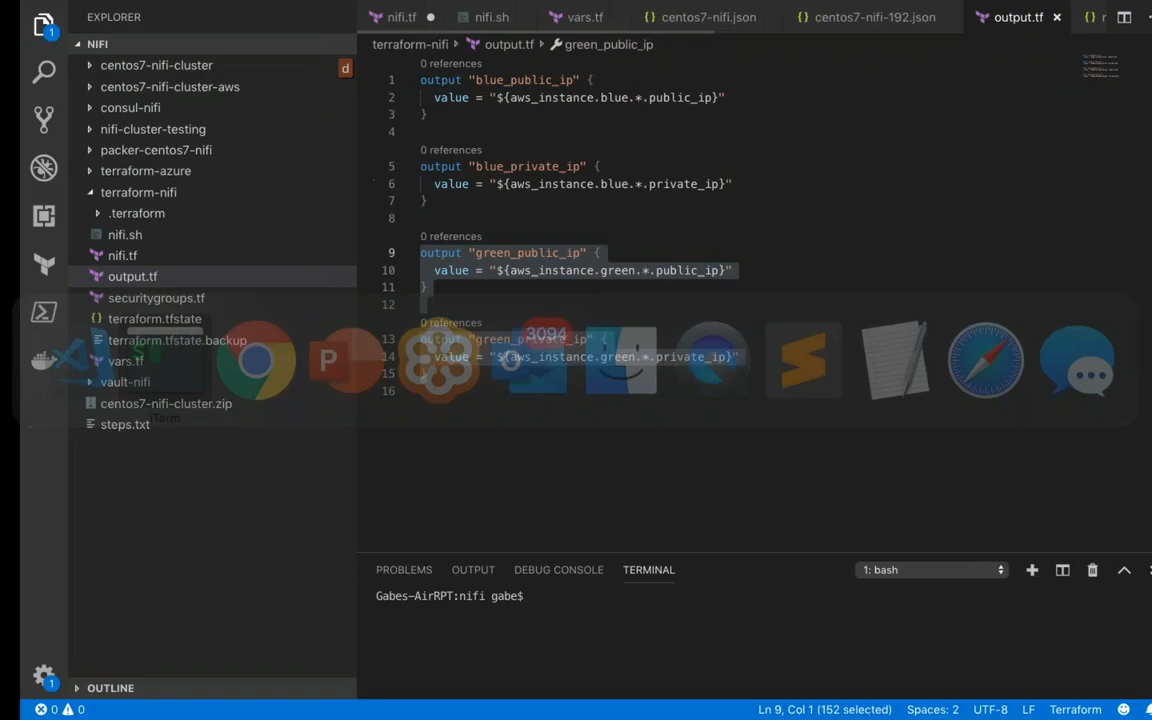 EXPLORER
nifi.tf
nifi.sh
vars.tf
{} centos7-nifi.json
{} centos7-nifi-192.json
output.tf
{} r
1
NIFI
terraform-nifi
output.tf
green_public_ip
centos7-nifi-cluster
d
centos7-nifi-cluster-aws
consul-nifi
nifi-cluster-testing
packer-centos7-nifi
terraform-azure
terraform-nifi
.terraform
nifi.sh
nifi.tf
output.tf
securitygroups.tf
{} terraform.tfstate
terraform.tfstate.backup
vars.tf
vault-nifi
centos7-nifi-cluster.zip
steps.txt
OUTLINE
0 references
1 output "blue_public_ip" {
2 value = "${aws_instance.blue.*.public_ip}"
3 }
4
0 references
5 output "blue_private_ip" {
6 value = "${aws_instance.blue.*.private_ip}"
7 }
8
0 references
9 output "green_public_ip" {
10 value = "${aws_instance.green.*.public_ip}"
11 }
12
0 references
13 output "green_private_ip" {
14 value = "${aws_instance.green.*.private_ip}"
15 }
16
3094
P
iTerm
PROBLEMS
OUTPUT
DEBUG CONSOLE
TERMINAL
1: bash
Gabes-AirRPT:nifi gabe$
1
0 0
Ln 9, Col 1 (152 selected)
Spaces: 2
UTF-8
LF
Terraform